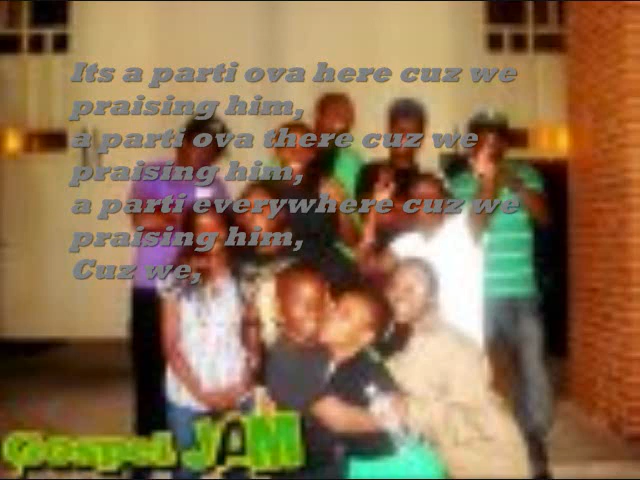 Its a parti ova here cuz we
praising him,
a parti ova there cuz we
praising him,
a parti everywhere cuz we
praising him,
Cuz we,
Gospel JAM